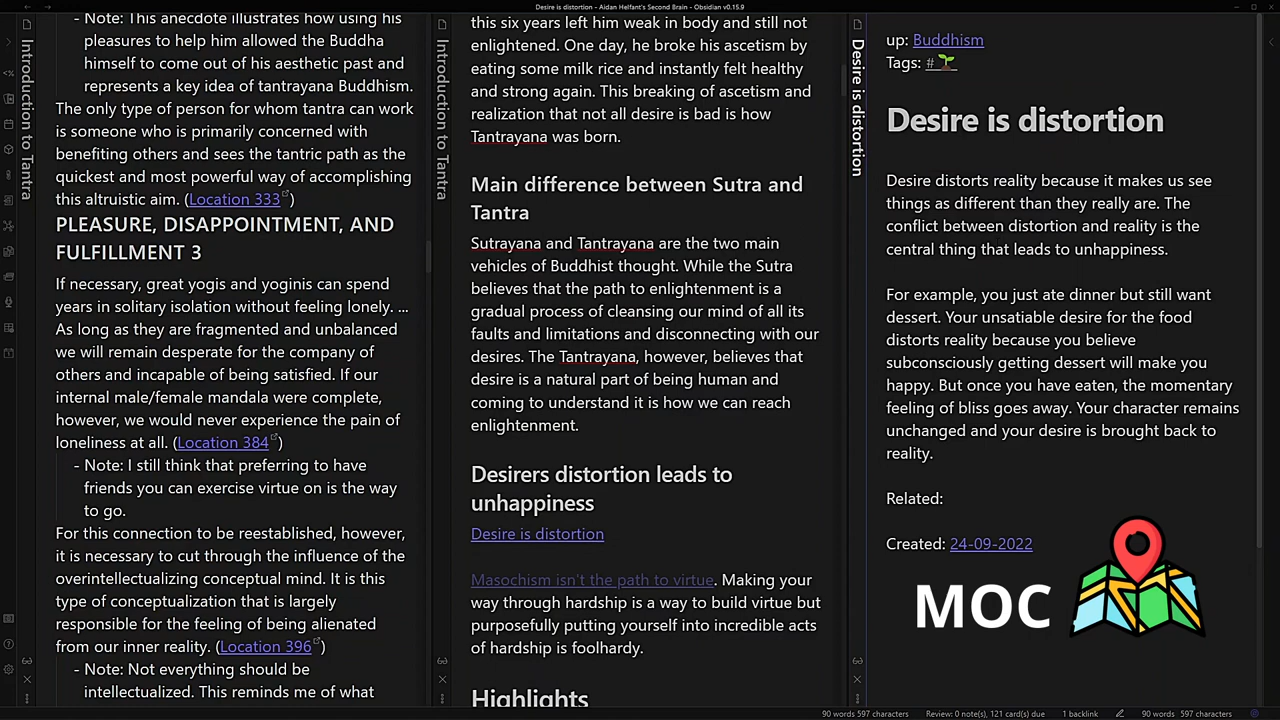 Desire is distortion - Aidan Helfant's Second Brain - Obsidian v0.15.9
Introduction to Tantra
- Note: This anecdote illustrates how using his
pleasures to help him allowed the Buddha
himself to come out of his aesthetic past and
represents a key idea of tantrayana Buddhism.
The only type of person for whom tantra can work
is someone who is primarily concerned with
benefiting others and sees the tantric path as the
quickest and most powerful way of accomplishing
this altruistic aim. (Location 333)
PLEASURE, DISAPPOINTMENT, AND
FULFILLMENT 3
If necessary, great yogis and yoginis can spend
years in solitary isolation without feeling lonely. ...
As long as they are fragmented and unbalanced
we will remain desperate for the company of
others and incapable of being satisfied. If our
internal male/female mandala were complete,
however, we would never experience the pain of
loneliness at all. (Location 384)
- Note: I still think that preferring to have
friends you can exercise virtue on is the way
to go.
For this connection to be reestablished, however,
it is necessary to cut through the influence of the
overintellectualizing conceptual mind. It is this
type of conceptualization that is largely
responsible for the feeling of being alienated
from our inner reality. (Location 396)
- Note: Not everything should be
intellectualized. This reminds me of what
Introduction to Tantra
this six years left him weak in body and still not
enlightened. One day, he broke his ascetism by
eating some milk rice and instantly felt healthy
and strong again. This breaking of ascetism and
realization that not all desire is bad is how
Tantrayana was born.
Main difference between Sutra and
Tantra
Sutrayana and Tantrayana are the two main
vehicles of Buddhist thought. While the Sutra
believes that the path to enlightenment is a
gradual process of cleansing our mind of all its
faults and limitations and disconnecting with our
desires. The Tantrayana, however, believes that
desire is a natural part of being human and
coming to understand it is how we can reach
enlightenment.
Desirers distortion leads to
unhappiness
Desire is distortion
Masochism isn't the path to virtue. Making your
way through hardship is a way to build virtue but
purposefully putting yourself into incredible acts
of hardship is foolhardy.
Highlights
Desire is distortion
up: Buddhism
Tags: #🌱
Desire is distortion
Desire distorts reality because it makes us see
things as different than they really are. The
conflict between distortion and reality is the
central thing that leads to unhappiness.
For example, you just ate dinner but still want
dessert. Your unsatiable desire for the food
distorts reality because you believe
subconsciously getting dessert will make you
happy. But once you have eaten, the momentary
feeling of bliss goes away. Your character remains
unchanged and your desire is brought back to
reality.
Related:
Created: 24-09-2022
MOC
90 words 597 characters
Review: 0 note(s), 121 card(s) due
1 backlink
90 words 597 characters